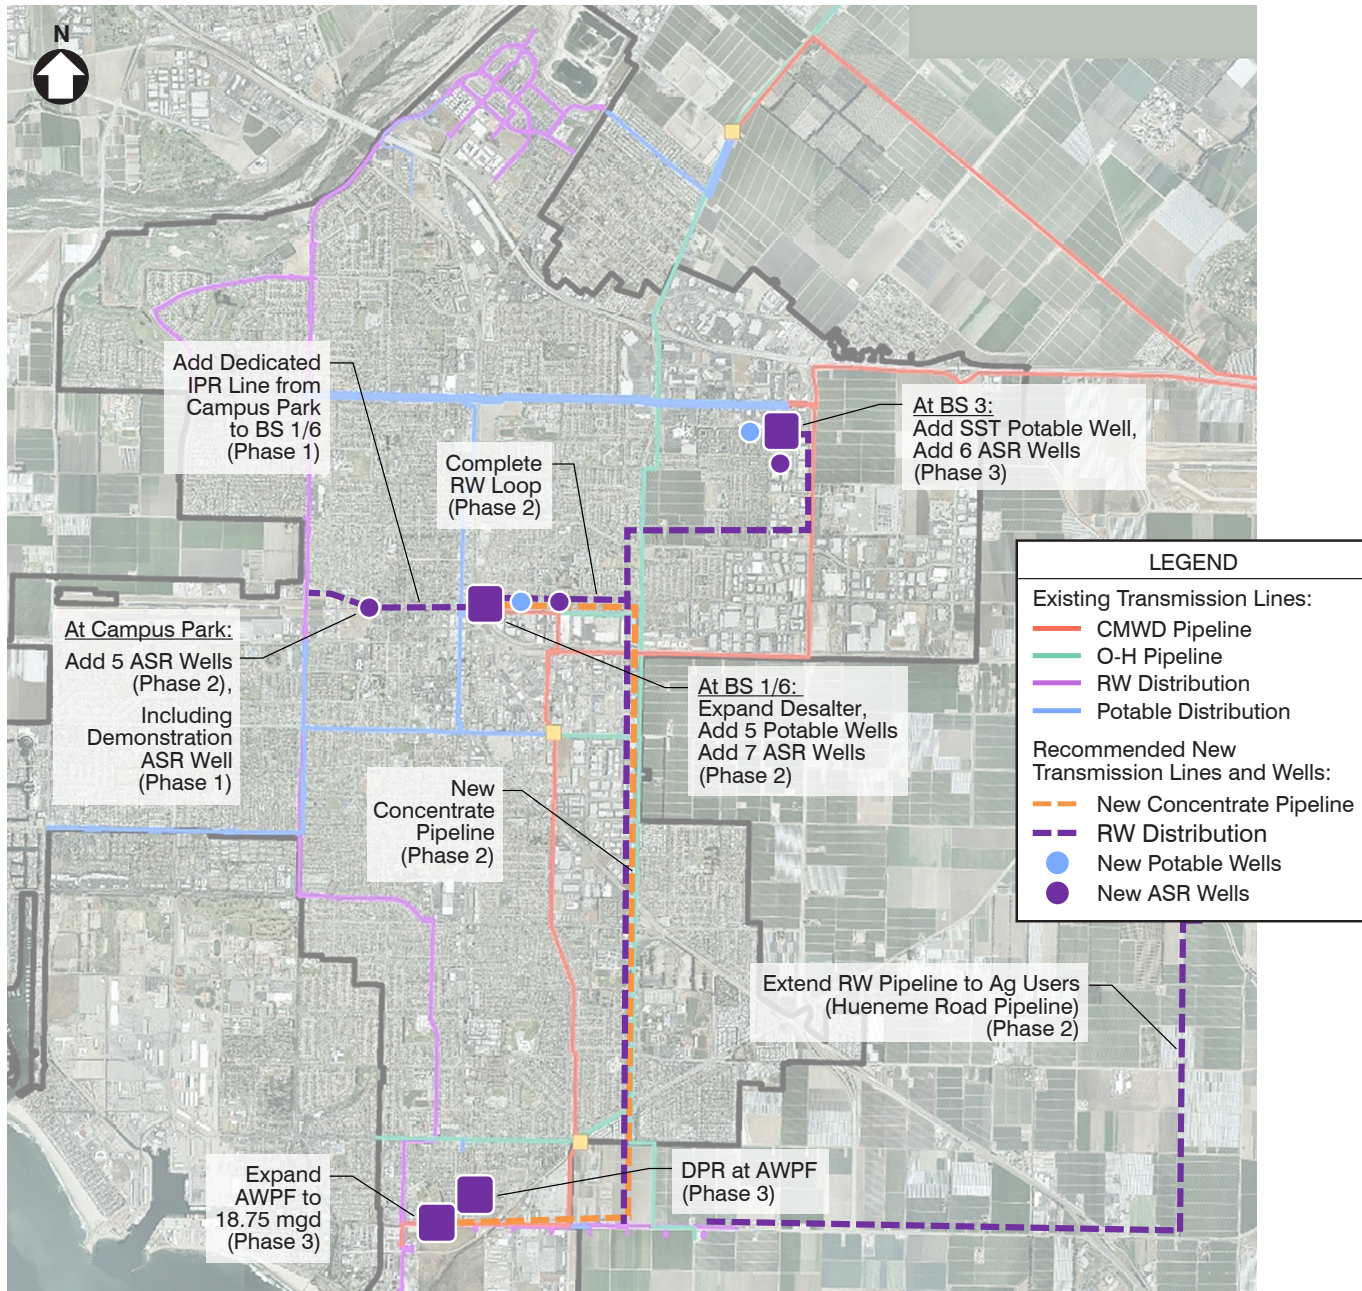 N
Add Dedicated
IPR Line from
Campus Park
to BS 1/6
(Phase 1)
Complete
RW Loop
(Phase 2)
At BS 3:
Add SST Potable Well,
Add 6 ASR Wells
(Phase 3)
LEGEND
Existing Transmission Lines:
CMWD Pipeline
O-H Pipeline
RW Distribution
Potable Distribution
Recommended New
Transmission Lines and Wells:
New Concentrate Pipeline
RW Distribution
New Potable Wells
New ASR Wells
At Campus Park:
Add 5 ASR Wells
(Phase 2),
Including
Demonstration
ASR Well
(Phase 1)
At BS 1/6:
Expand Desalter,
Add 5 Potable Wells
Add 7 ASR Wells
(Phase 2)
New
Concentrate
Pipeline
(Phase 2)
Extend RW Pipeline to Ag Users
(Hueneme Road Pipeline)
(Phase 2)
Expand
AWPF to
18.75 mgd
(Phase 3)
DPR at AWPF
(Phase 3)